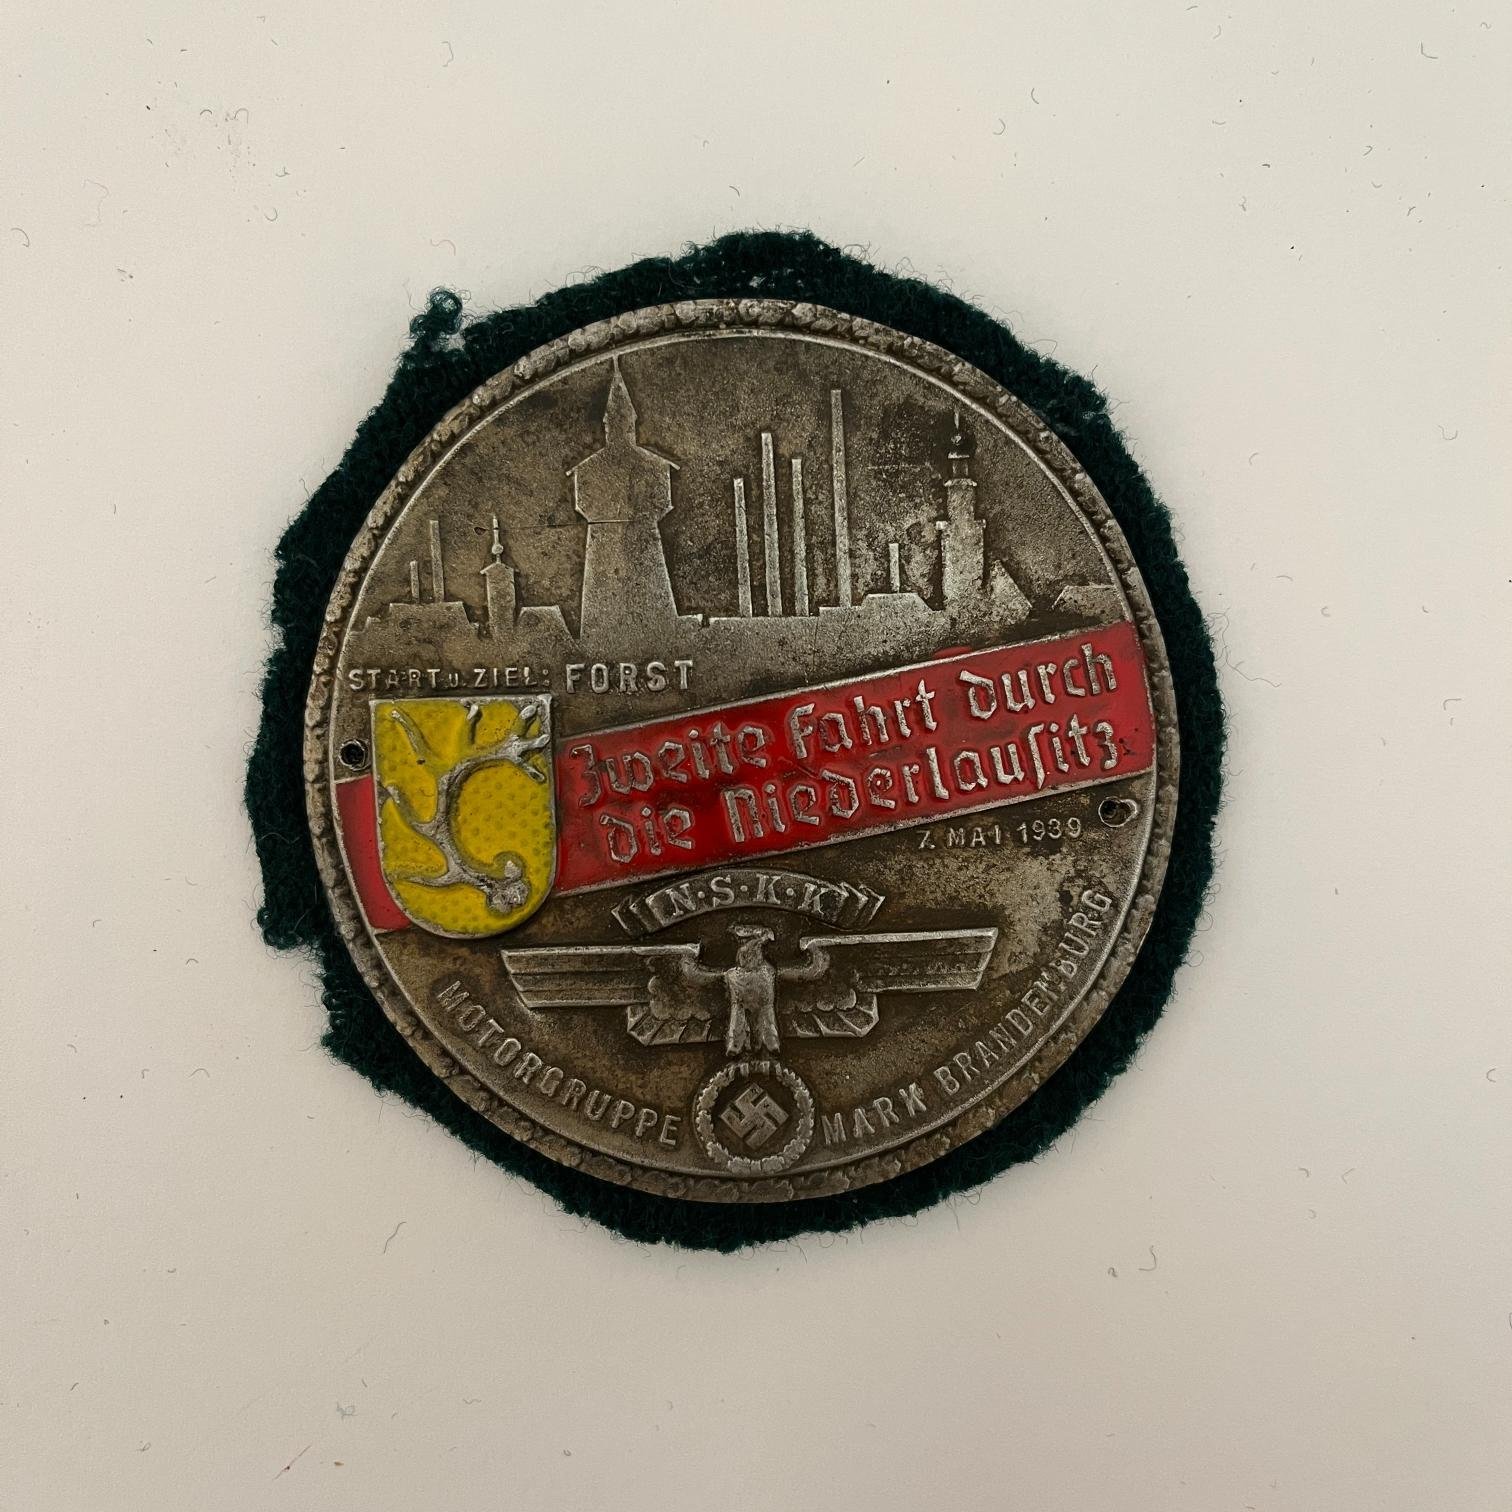 START u. ZIEL: FORST
Zweite Fahrt durch
die Niederlauſitz.
7. MAI 1939
N·S·K·K
MOTORGRUPPE MARK BRANDENBURG